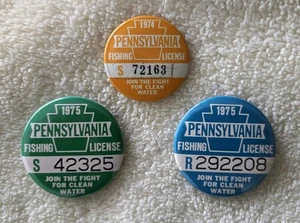 1974
PENNSYLVANIA
FISHING LICENSE
S 72163
JOIN THE FIGHT
FOR CLEAN
WATER
1975
PENNSYLVANIA
FISHING LICENSE
S 42325
JOIN THE FIGHT
FOR CLEAN
WATER
1975
PENNSYLVANIA
FISHING LICENSE
R 292208
JOIN THE FIGHT
FOR CLEAN
WATER